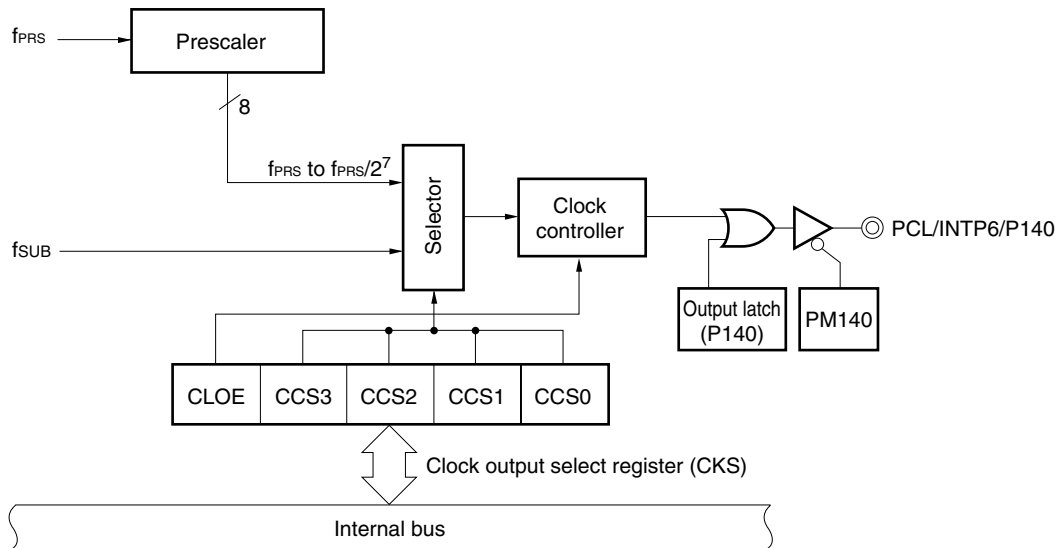 fPRS
Prescaler
8
fPRS to fPRS/2⁷
Selector
Clock
controller
fSUB
PCL/INTP6/P140
Output latch
(P140)
PM140
CLOE
CCS3
CCS2
CCS1
CCS0
Clock output select register (CKS)
Internal bus